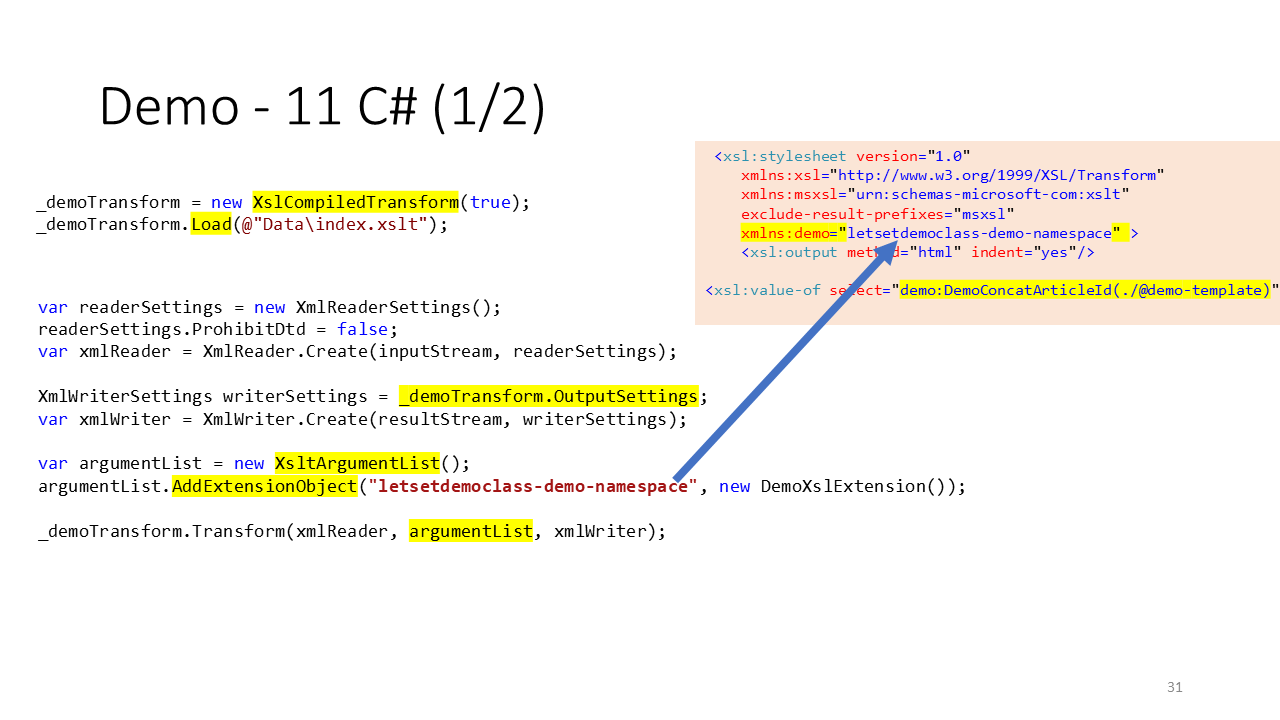 Demo - 11 C# (1/2)
_demoTransform = new XslCompiledTransform(true);
_demoTransform.Load(@"Data\index.xslt");
var readerSettings = new XmlReaderSettings();
readerSettings.ProhibitDtd = false;
var xmlReader = XmlReader.Create(inputStream, readerSettings);
XmlWriterSettings writerSettings = _demoTransform.OutputSettings;
var xmlWriter = XmlWriter.Create(resultStream, writerSettings);
var argumentList = new XsltArgumentList();
argumentList.AddExtensionObject("letsetdemoclass-demo-namespace", new DemoXslExtension());
_demoTransform.Transform(xmlReader, argumentList, xmlWriter);
<xsl:stylesheet version="1.0"
xmlns:xsl="http://www.w3.org/1999/XSL/Transform"
xmlns:msxsl="urn:schemas-microsoft-com:xslt"
exclude-result-prefixes="msxsl"
xmlns:demo="letsetdemoclass-demo-namespace" >
<xsl:output method="html" indent="yes"/>
<xsl:value-of select="demo:DemoConcatArticleId(./@demo-template)"
31